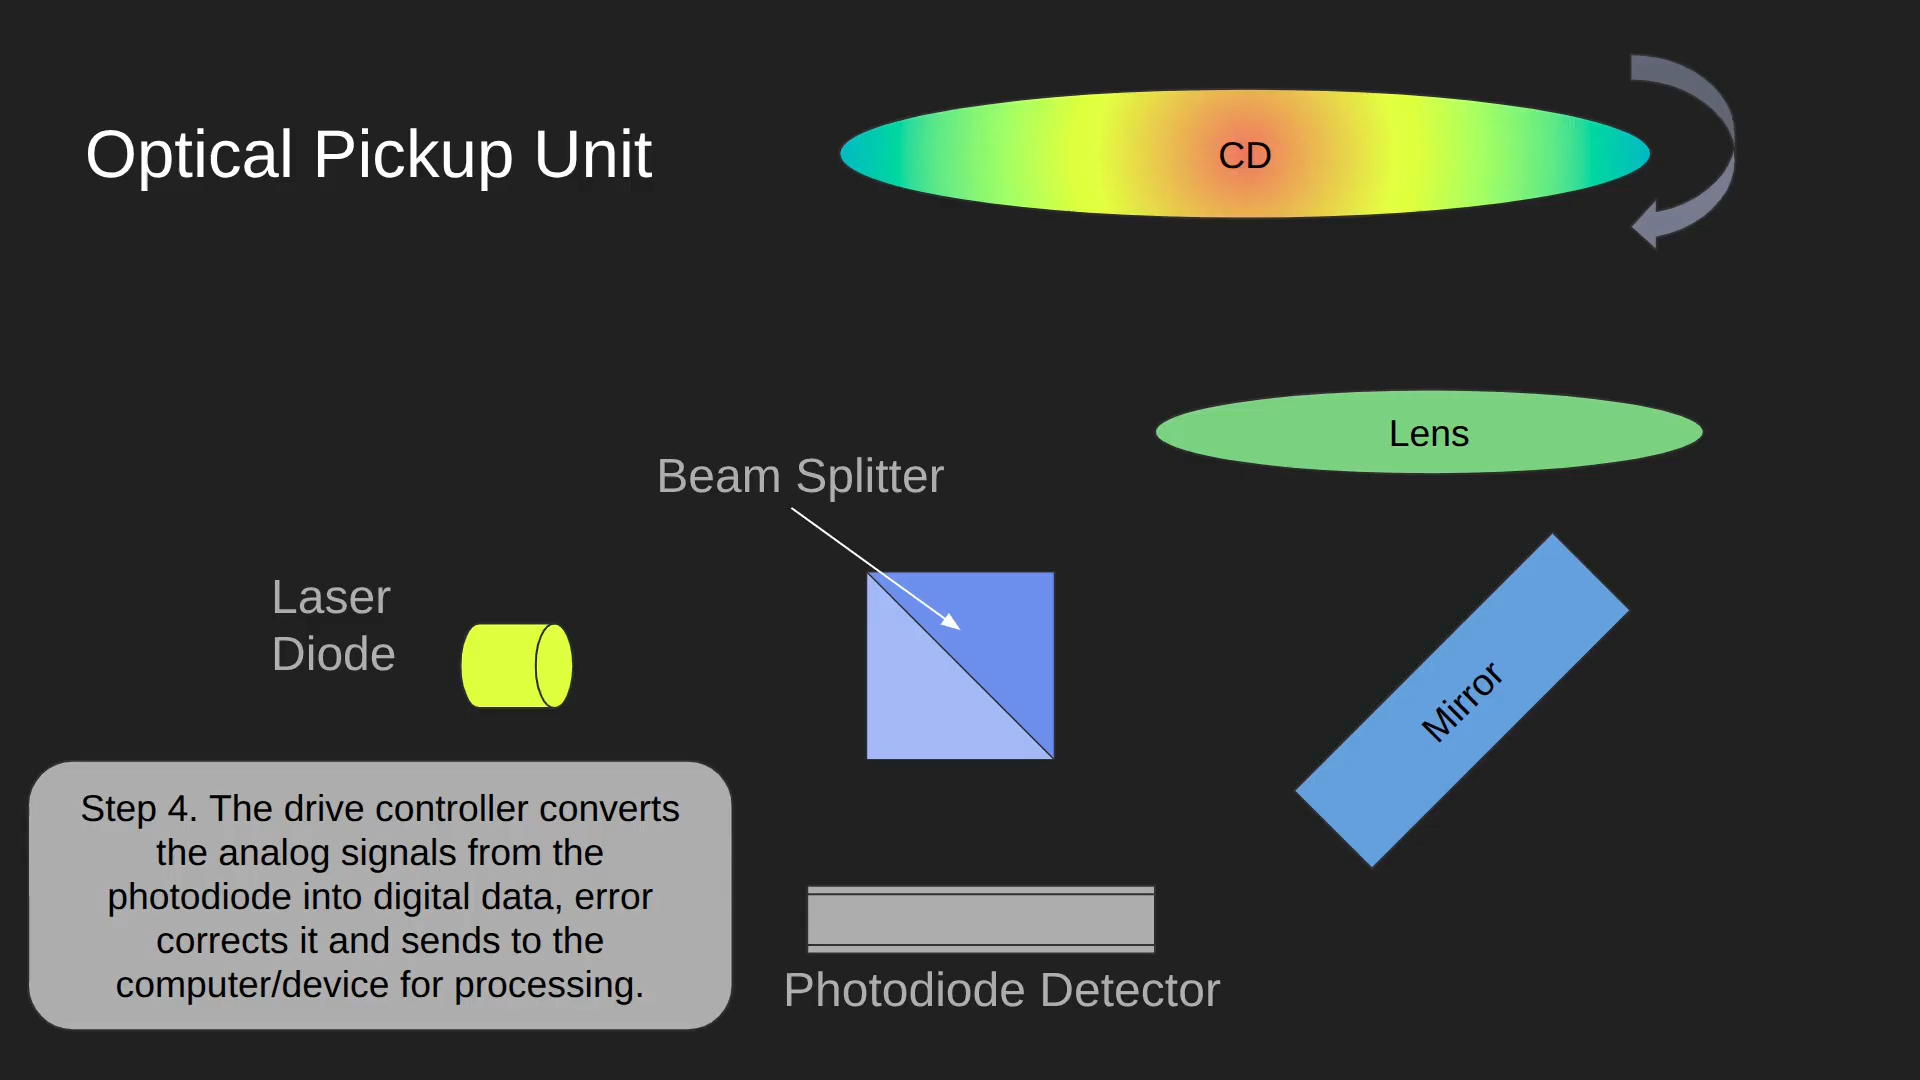 Optical Pickup Unit
CD
Lens
Beam Splitter
Laser
Diode
Mirror
Step 4. The drive controller converts
the analog signals from the
photodiode into digital data, error
corrects it and sends to the
computer/device for processing.
Photodiode Detector